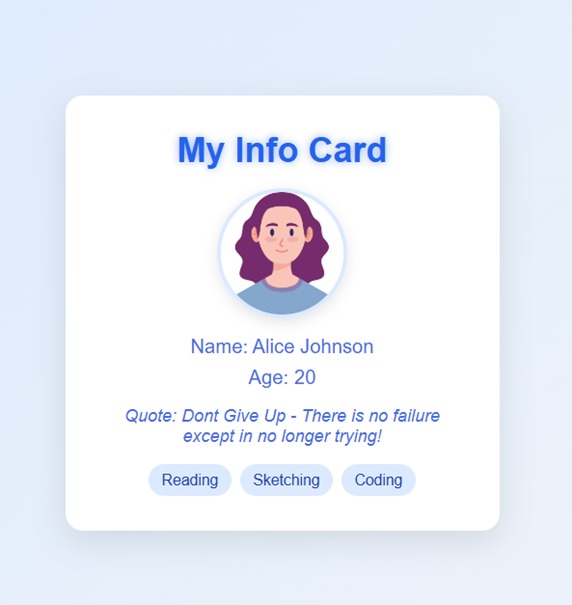 My Info Card
Name: Alice Johnson
Age: 20
Quote: Dont Give Up - There is no failure
except in no longer trying!
Reading
Sketching
Coding